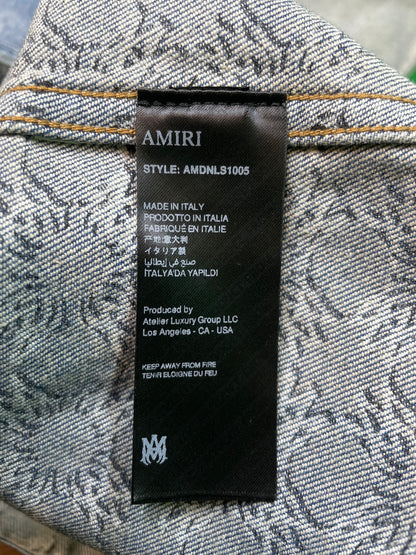 AMIRI
STYLE: AMDNLS1005
MADE IN ITALY
PRODOTTO IN ITALIA
FABRIQUÉ EN ITALIE
产地:意大利
イタリア製
صنع في إيطاليا
İTALYA'DA YAPILDI
Produced by
Atelier Luxury Group LLC
Los Angeles - CA - USA
KEEP AWAY FROM FIRE
TENIR ELOIGNE DU FEU